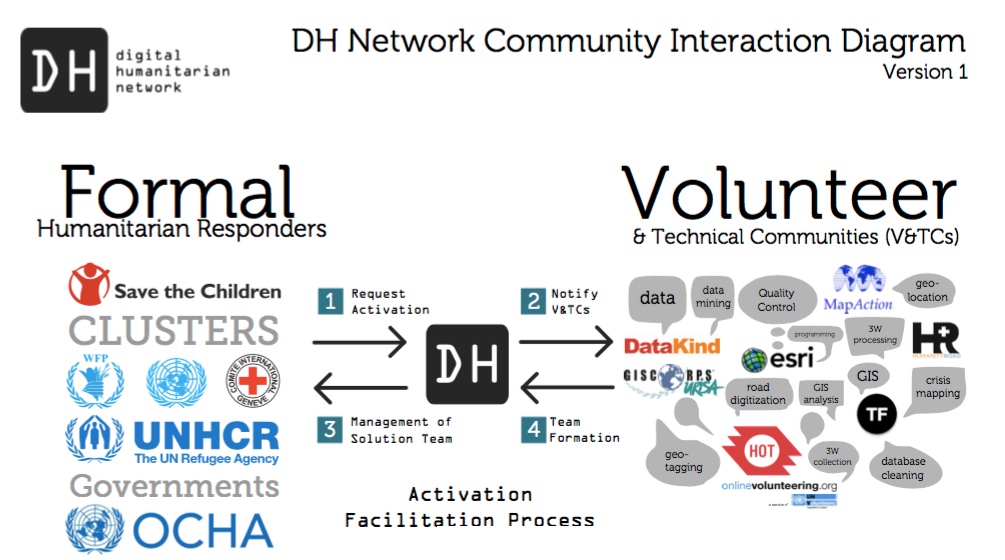 DH
digital
humanitarian
network
DH Network Community Interaction Diagram
Version 1
Formal
Humanitarian Responders
Volunteer
& Technical Communities (V&TCs)
Save the Children
CLUSTERS
WFP
COMITE INTERNATIONAL
GENEVE
UNHCR
The UN Refugee Agency
Governments
OCHA
1 Request
Activation
2 Notify
V&TCs
DH
3 Management of
Solution Team
4 Team
Formation
Activation
Facilitation Process
data
data
mining
Quality
Control
MapAction
geo-
location
DataKind
programming
esri
3W
processing
HR
HUMANITYROAD
GISCORPS
URISA
road
digitization
GIS
analysis
GIS
crisis
mapping
TF
geo-
tagging
HOT
3W
collection
database
cleaning
onlinevolunteering.org